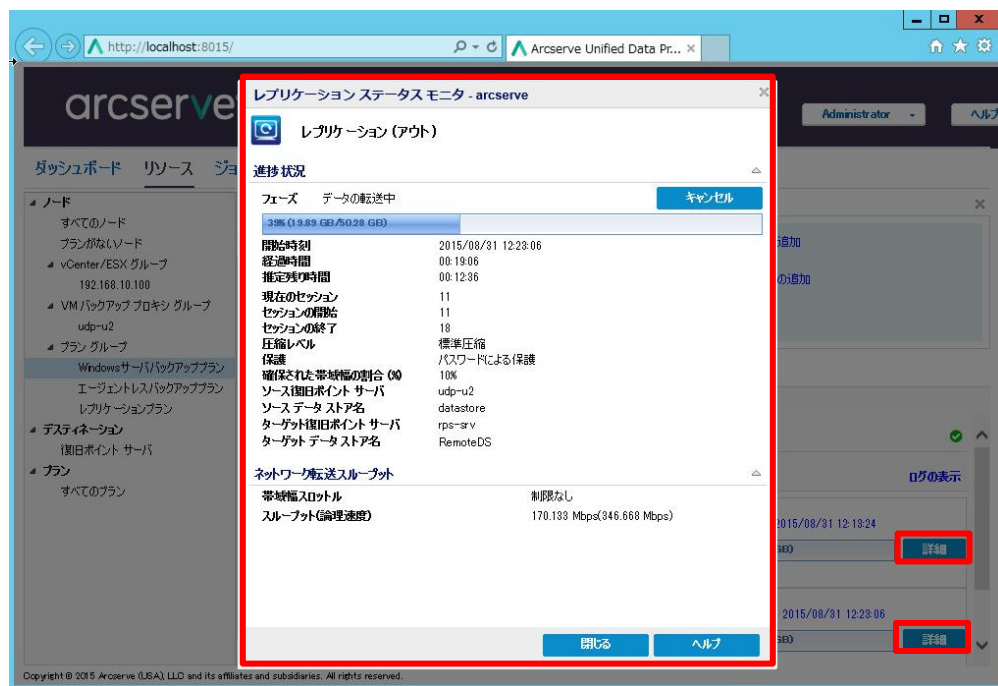 http://localhost:8015/
Arcserve Unified Data Pr...
arcserve
Administrator
ヘルプ
ダッシュボード リソース ジョ
ノード
すべてのノード
プランがないノード
vCenter/ESX グループ
192.168.10.100
VM バックアップ プロキシ グループ
udp-u2
プラン グループ
Windowsサーババックアッププラン
エージェントレスバックアッププラン
レプリケーションプラン
デスティネーション
復旧ポイント サーバ
プラン
すべてのプラン
レプリケーション ステータス モニタ - arcserve
レプリケーション (アウト)
進捗状況
フェーズ データの転送中
キャンセル
39% (19.89 GB/50.28 GB)
開始時刻 2015/08/31 12:23:06
経過時間 00:19:06
推定残り時間 00:12:36
現在のセッション 11
セッションの開始 11
セッションの終了 18
圧縮レベル 標準圧縮
保護 パスワードによる保護
確保された帯域幅の割合 (%) 10%
ソース復旧ポイント サーバ udp-u2
ソース データ ストア名 datastore
ターゲット復旧ポイント サーバ rps-srv
ターゲット データ ストア名 RemoteDS
ネットワーク転送スループット
帯域幅スロットル 制限なし
スループット(論理速度) 170.133 Mbps(346.668 Mbps)
閉じる
ヘルプ
の追加
の追加
ログの表示
2015/08/31 12:13:24
GB)
詳細
2015/08/31 12:23:06
GB)
詳細
Copyright © 2015 Arcserve (USA), LLC and its affiliates and subsidiaries. All rights reserved.